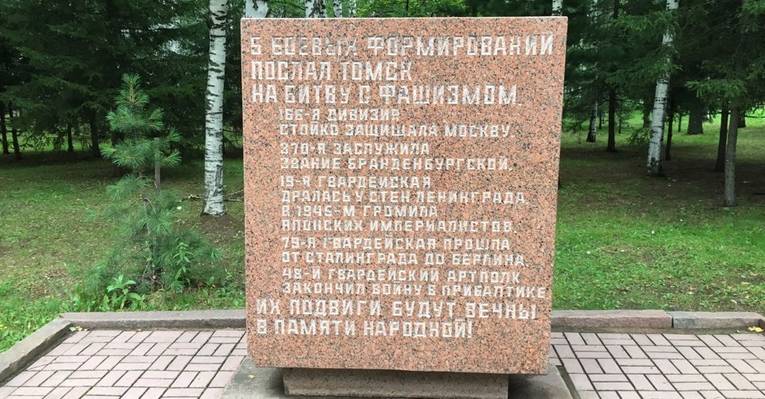 5 БОЕВЫХ ФОРМИРОВАНИЙ
ПОСЛАЛ ТОМСК
НА БИТВУ С ФАШИЗМОМ.
166-Я ДИВИЗИЯ
СТОЙКО ЗАЩИЩАЛА МОСКВУ.
370-Я ЗАСЛУЖИЛА
ЗВАНИЕ БРАНДЕНБУРГСКОЙ.
19-Я ГВАРДЕЙСКАЯ
ДРАЛАСЬ У СТЕН ЛЕНИНГРАДА,
В 1945-М ГРОМИЛА
ЯПОНСКИХ ИМПЕРИАЛИСТОВ.
79-Я ГВАРДЕЙСКАЯ ПРОШЛА
ОТ СТАЛИНГРАДА ДО БЕРЛИНА.
48-Й ГВАРДЕЙСКИЙ АРТПОЛК
ЗАКОНЧИЛ ВОЙНУ В ПРИБАЛТИКЕ
ИХ ПОДВИГИ БУДУТ ВЕЧНЫ
В ПАМЯТИ НАРОДНОЙ!